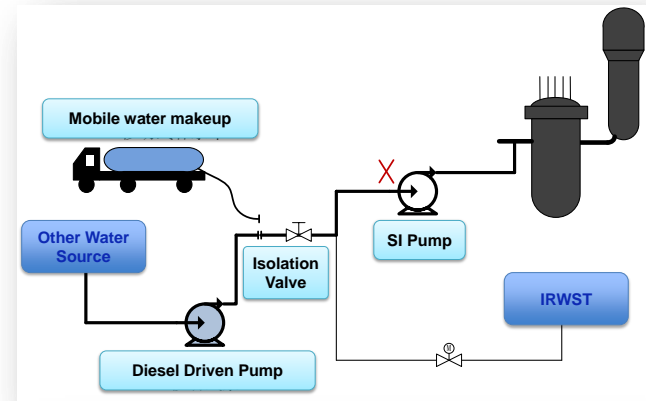 Mobile water makeup
Other Water
Source
Isolation
Valve
SI Pump
IRWST
M
Diesel Driven Pump